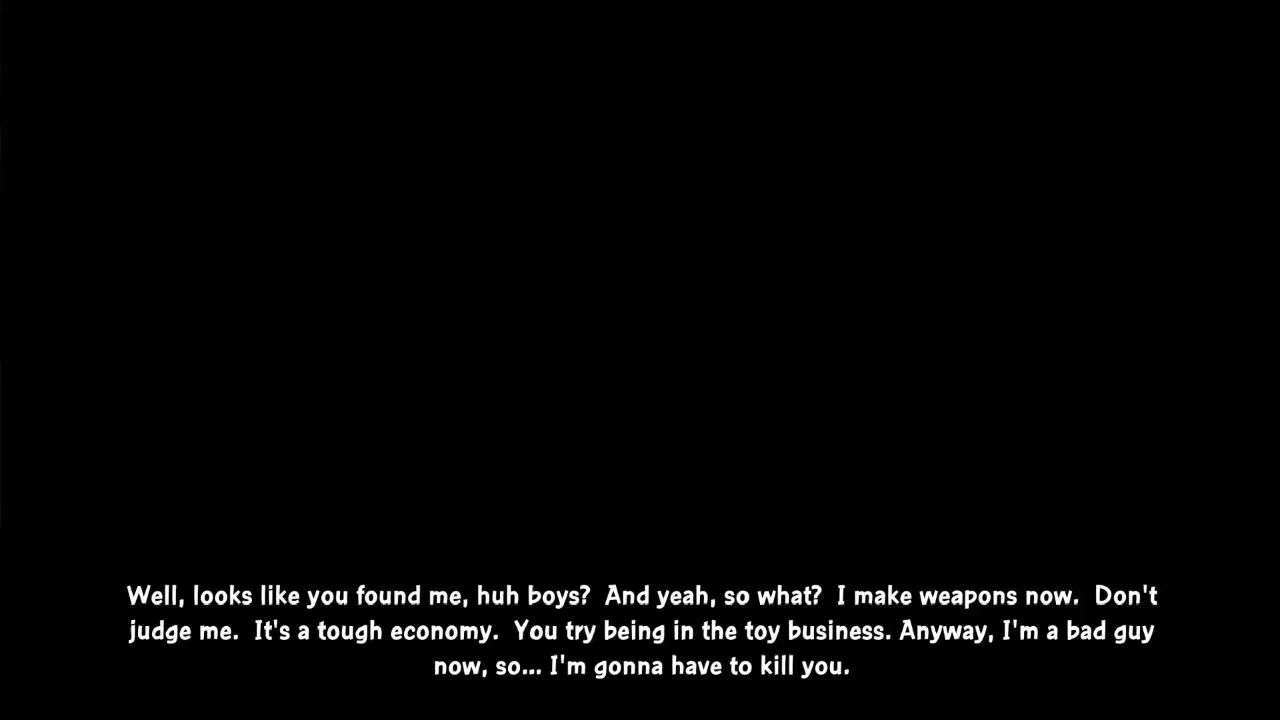 Well, looks like you found me, huh boys?  And yeah, so what?  I make weapons now.  Don't
judge me.  It's a tough economy.  You try being in the toy business. Anyway, I'm a bad guy
now, so... I'm gonna have to kill you.